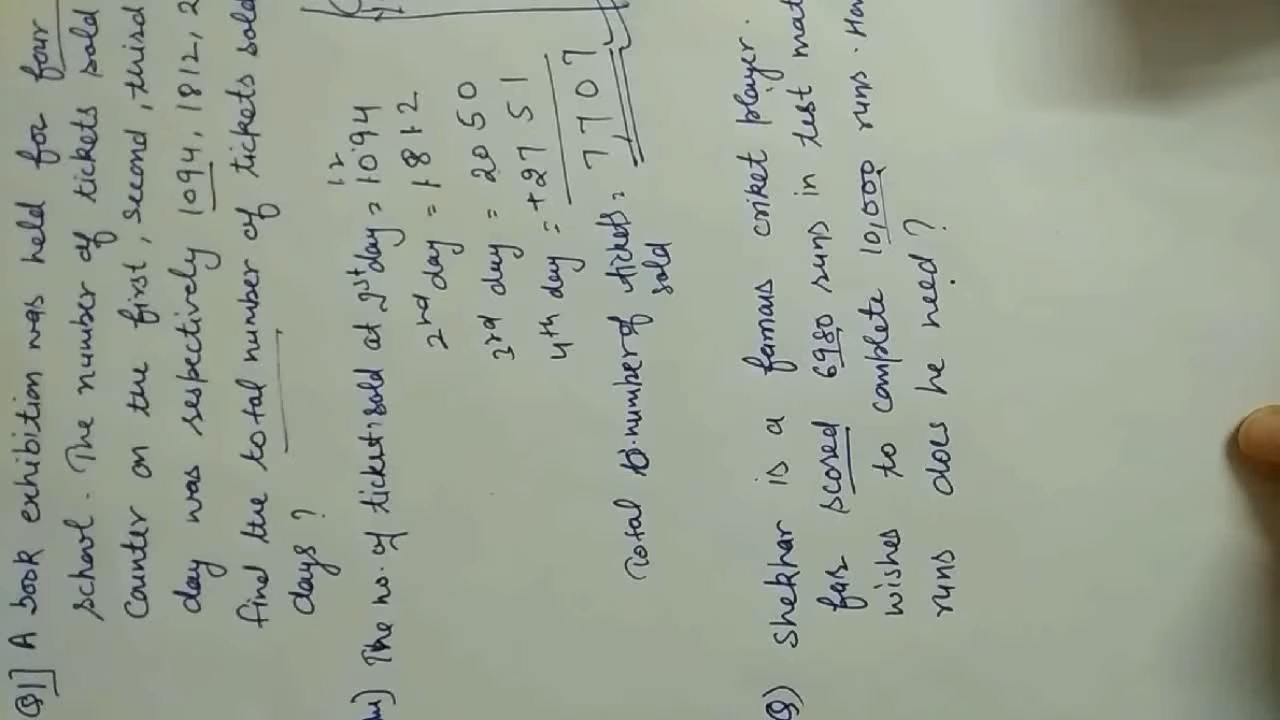 Q1] A book exhibition was held for four
school. The number of tickets sold
Counter on the first, second, third
day was respectively 1094, 1812, 2
find the total number of tickets sold
days?
The no. of tickets sold at 1st day = 1094
2nd day = 1812
3rd day = 2050
4th day = +2751
Total number of tickets = 7707
sold
Q) Shekhar is a famous criket player.
far scored 6980 runs in test mat
wishes to complete 10,000 runs.
runs does he need?